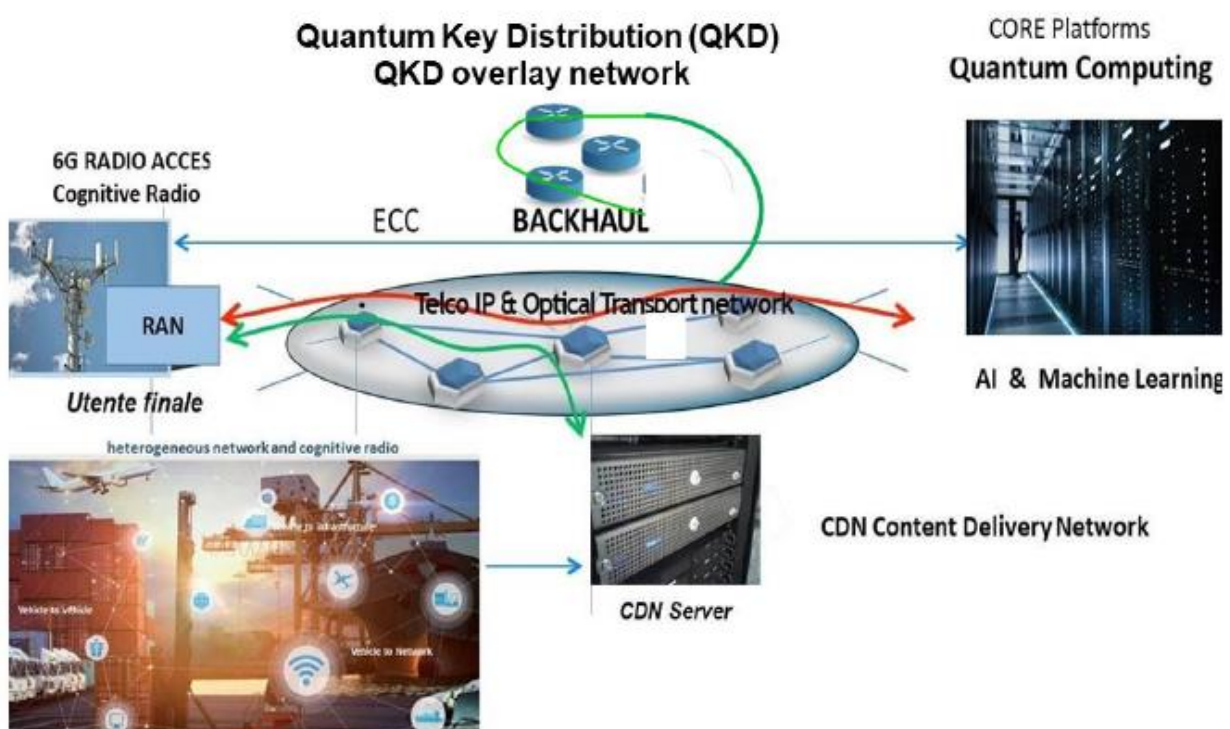 Quantum Key Distribution (QKD)
QKD overlay network
CORE Platforms
Quantum Computing
6G RADIO ACCES
Cognitive Radio
ECC
BACKHAUL
Telco IP & Optical Transport network
RAN
AI & Machine Learning
Utente finale
heterogeneous network and cognitive radio
to infrastructure
Vehicle to Vehicle
Vehicle to Network
CDN Content Delivery Network
CDN Server